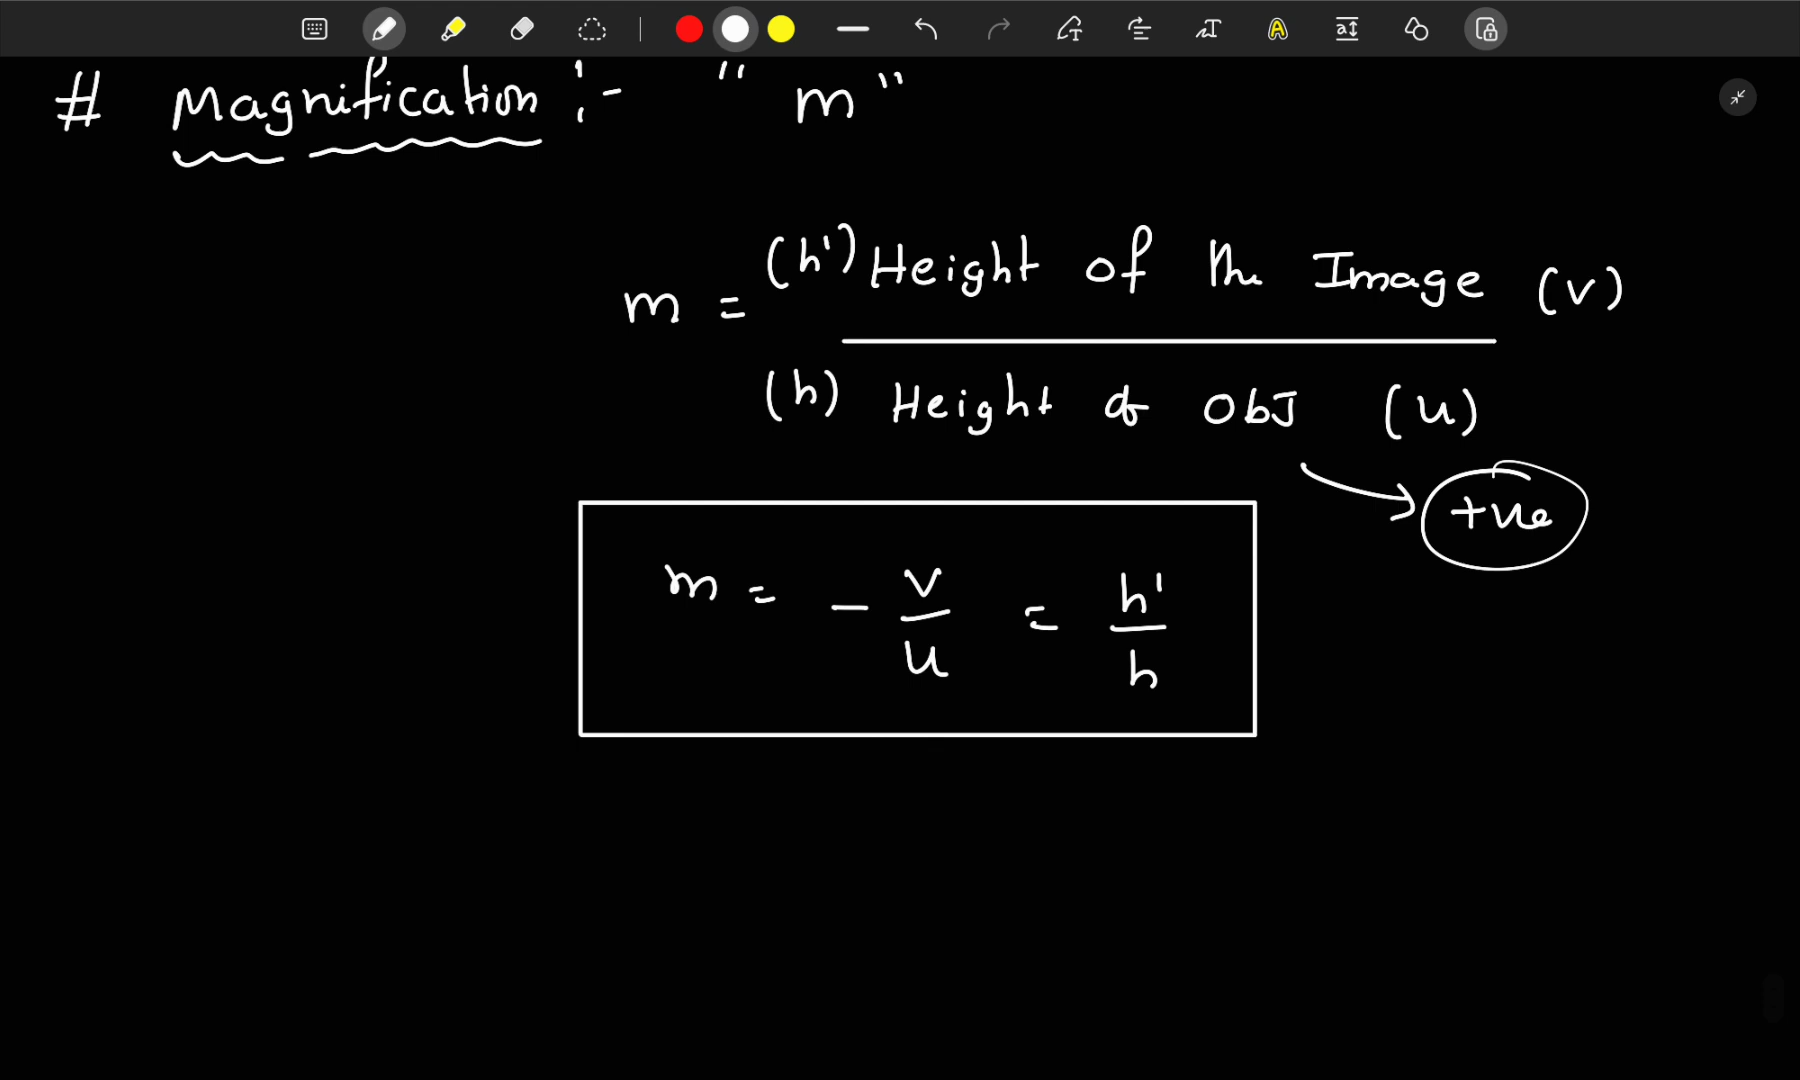 # Magnification :- "m"
m = (h') Height of the Image (v)
(h) Height of Obj (u)
+ve
m = - v/u = h'/h